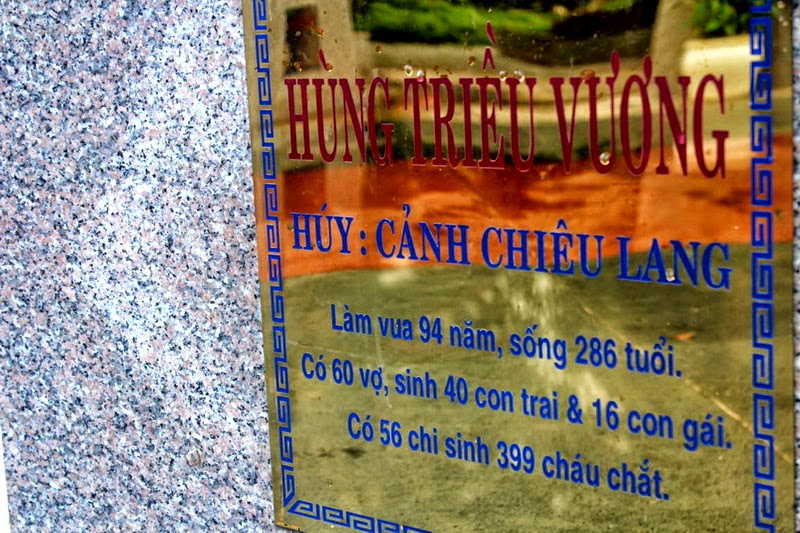 HÙNG TRIỀU VƯƠNG
HÚY : CẢNH CHIÊU LANG
Làm vua 94 năm, sống 286 tuổi.
Có 60 vợ, sinh 40 con trai & 16 con gái.
Có 56 chi sinh 399 cháu chắt.